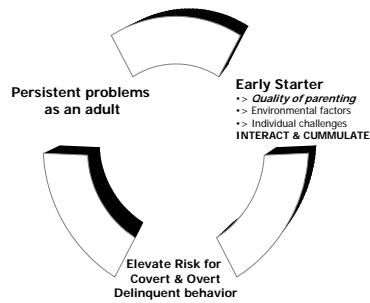 Persistent problems
as an adult
Early Starter
•> Quality of parenting
•> Environmental factors
•> Individual challenges
INTERACT & CUMMULATE
Elevate Risk for
Covert & Overt
Delinquent behavior